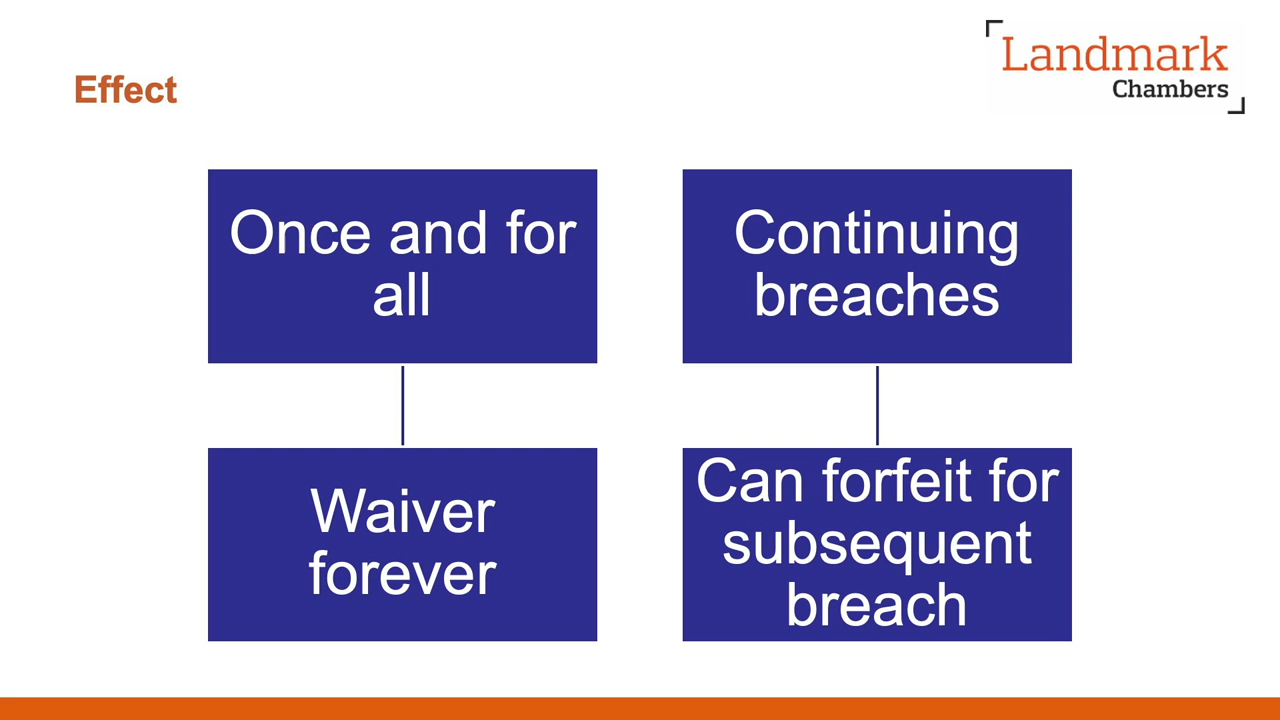 Landmark
Chambers
Effect
Once and for
all
Continuing
breaches
Waiver
forever
Can forfeit for
subsequent
breach